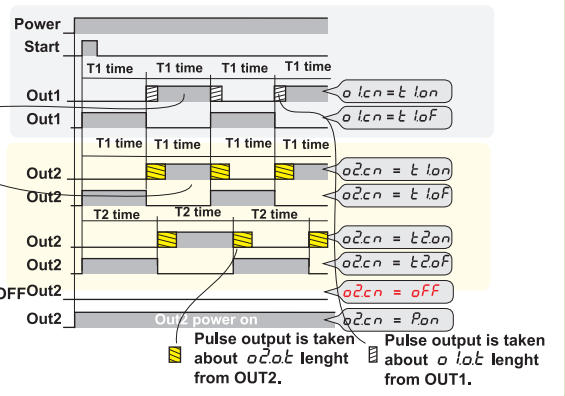 Power
Start
T1 time T1 time T1 time T1 time
Out1 o1.cn = t1.on
Out1 o1.cn = t1.oF
T1 time T1 time T1 time T1 time
Out2 o2.cn = t1.on
Out2 o2.cn = t1.oF
T2 time T2 time T2 time
Out2 o2.cn = t2.on
Out2 o2.cn = t2.oF
OFF Out2 o2.cn = oFF
Out2 Out2 power on o2.cn = P.on
Pulse output is taken
about o2.o.t lenght
from OUT2.
Pulse output is taken
about o1.o.t lenght
from OUT1.